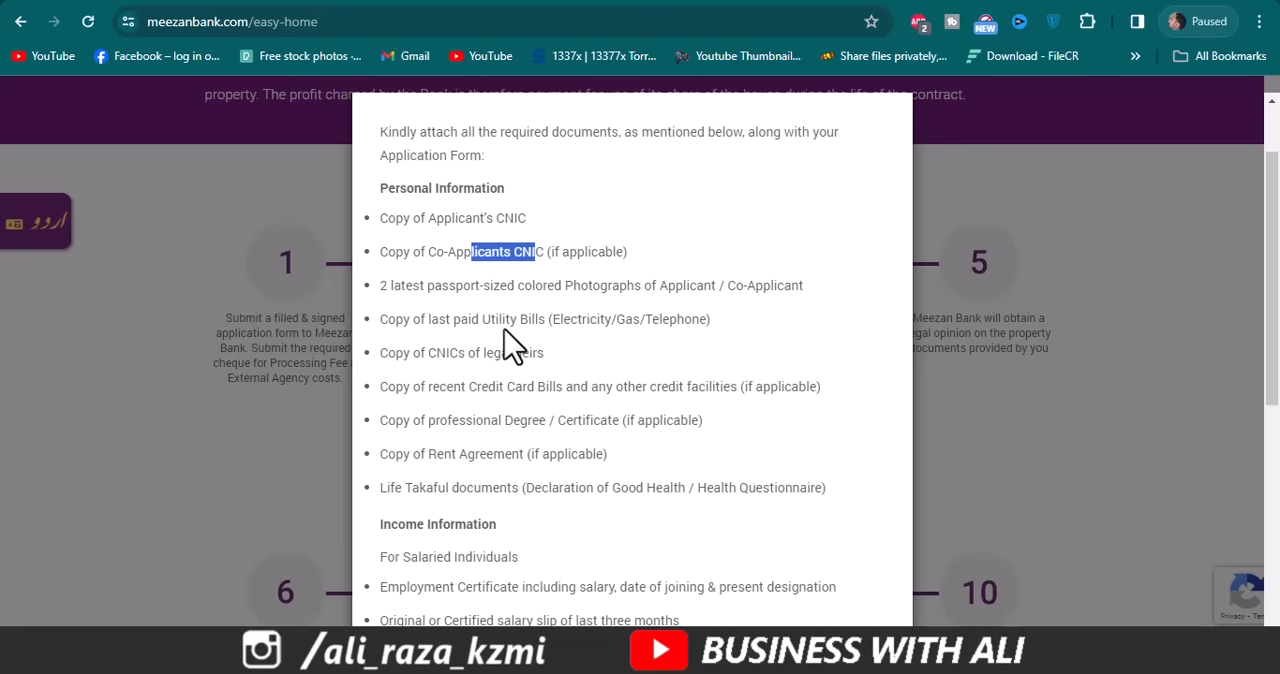 meezanbank.com/easy-home
2
NEW
Paused
YouTube
Facebook – log in o...
Free stock photos ·...
Gmail
YouTube
1337x | 13377x Torr...
Youtube Thumbnail...
Share files privately,...
Download - FileCR
»
All Bookmarks
property. The profit char
by the Bank is therefore payment for use of its share of the house during the life of the contract.
اردو
Kindly attach all the required documents, as mentioned below, along with your
Application Form:
Personal Information
• Copy of Applicant's CNIC
• Copy of Co-Applicants CNIC (if applicable)
• 2 latest passport-sized colored Photographs of Applicant / Co-Applicant
• Copy of last paid Utility Bills (Electricity/Gas/Telephone)
• Copy of CNICs of legal heirs
• Copy of recent Credit Card Bills and any other credit facilities (if applicable)
• Copy of professional Degree / Certificate (if applicable)
• Copy of Rent Agreement (if applicable)
• Life Takaful documents (Declaration of Good Health / Health Questionnaire)
Income Information
For Salaried Individuals
• Employment Certificate including salary, date of joining & present designation
• Original or Certified salary slip of last three months
1
Submit a filled & signed
application form to Meezan
Bank. Submit the required
cheque for Processing Fee
External Agency costs.
5
Meezan Bank will obtain a
legal opinion on the property
documents provided by you
6
10
Privacy - Ter
/ali_raza_kzmi
BUSINESS WITH ALI